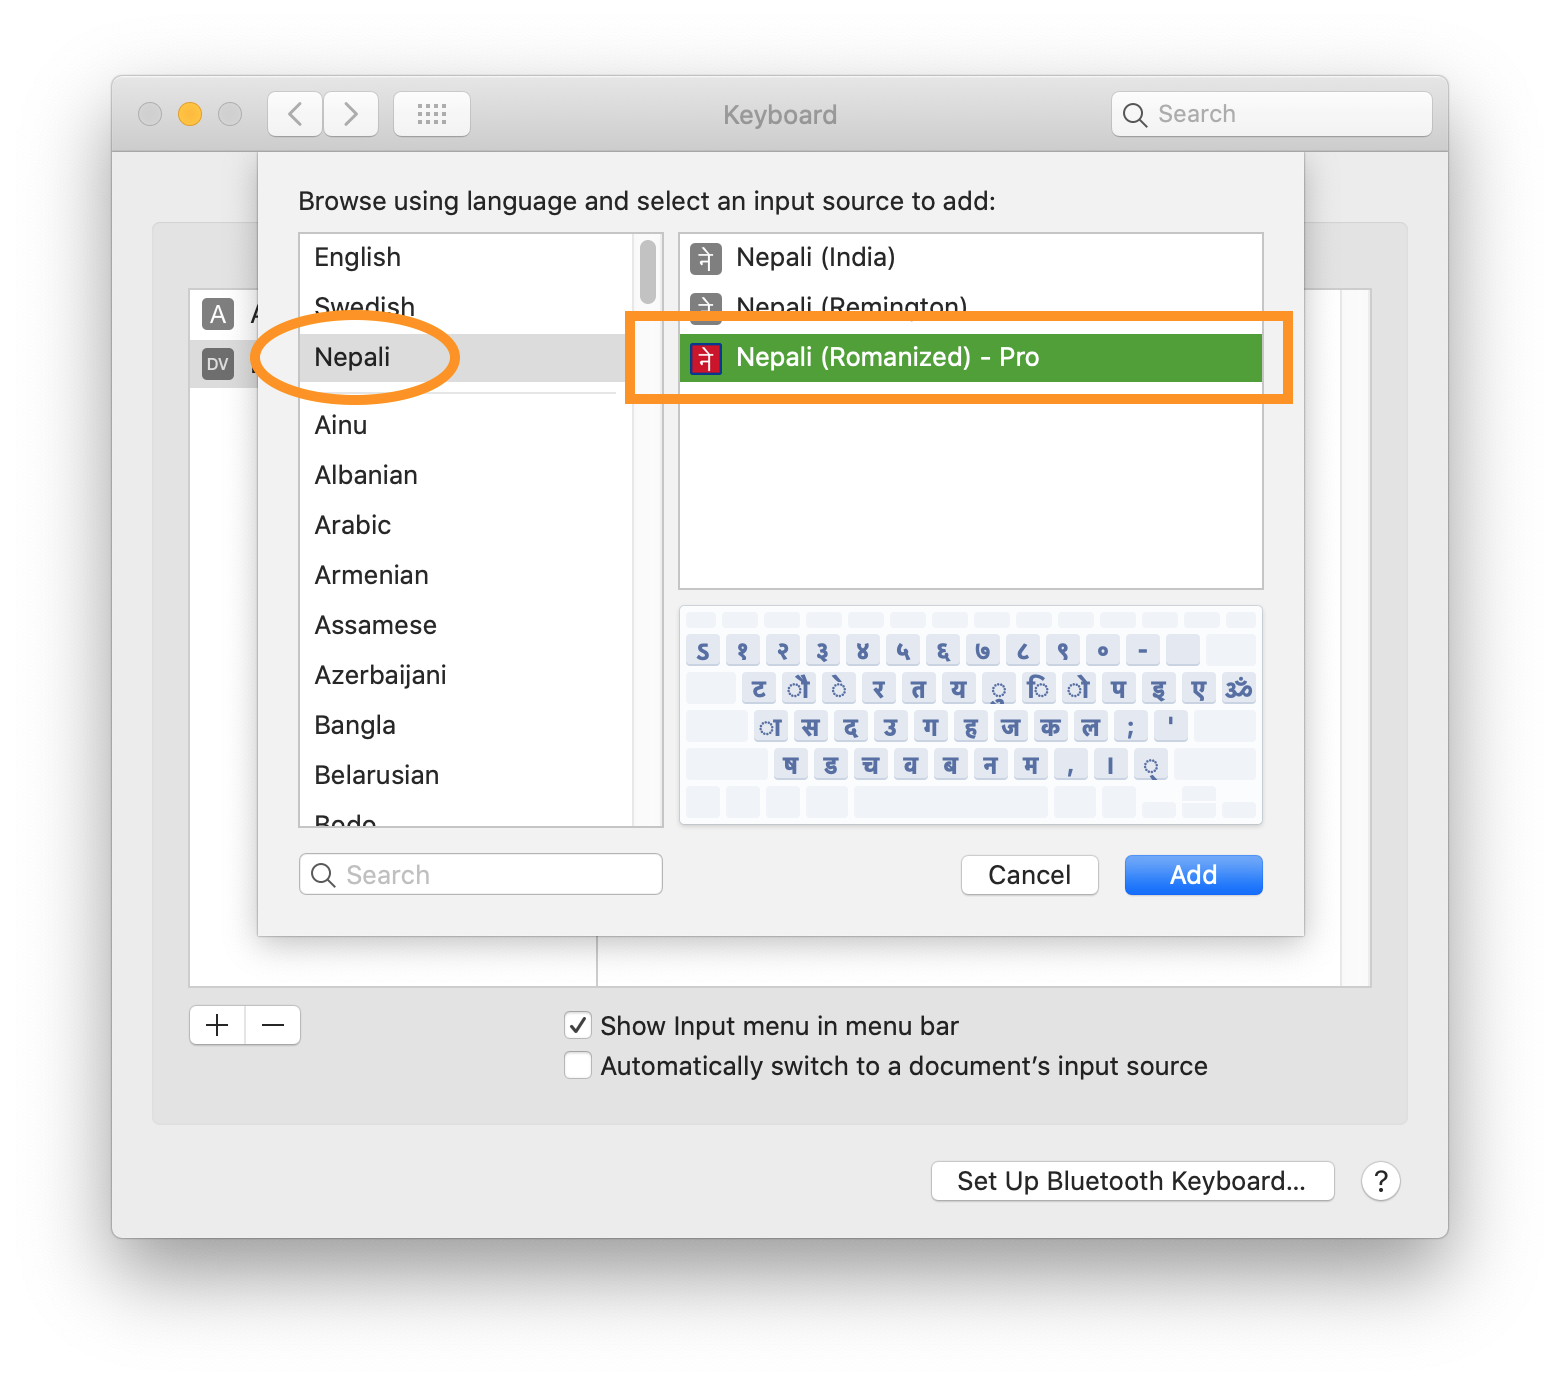 Keyboard
Search
Browse using language and select an input source to add:
English
Swedish
Nepali
Ainu
Albanian
Arabic
Armenian
Assamese
Azerbaijani
Bangla
Belarusian
Bodo
Search
Nepali (India)
Nepali (Remington)
Nepali (Romanized) - Pro
ऽ १ २ ३ ४ ५ ६ ७ ८ ९ ० -
ट ौ े र त य ु ि ो प इ ए ॐ
ा स द उ ग ह ज क ल ; '
ष ड च व ब न म , । ्
Cancel
Add
A
DV
Show Input menu in menu bar
Automatically switch to a document’s input source
Set Up Bluetooth Keyboard...
?